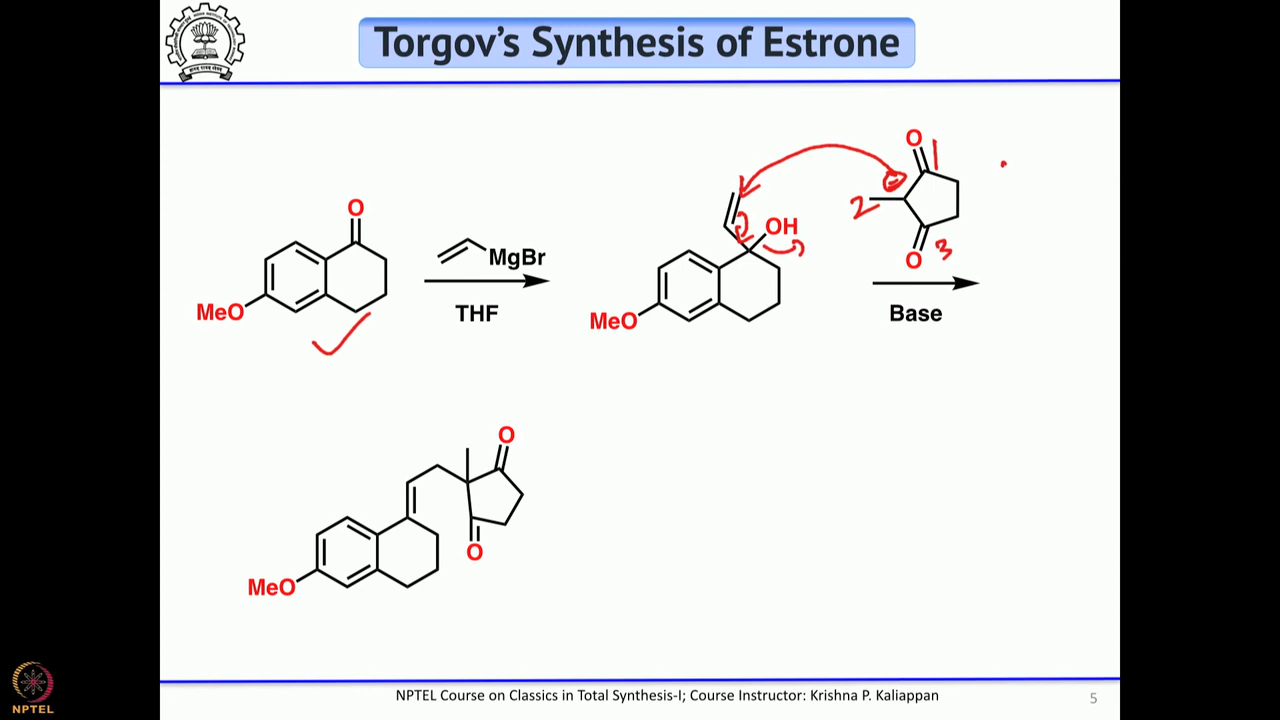 Torgov's Synthesis of Estrone
O
MeO
MgBr
THF
OH
MeO
O
1
2
3
O
Base
O
O
MeO
NPTEL
NPTEL Course on Classics in Total Synthesis-I; Course Instructor: Krishna P. Kaliappan
5